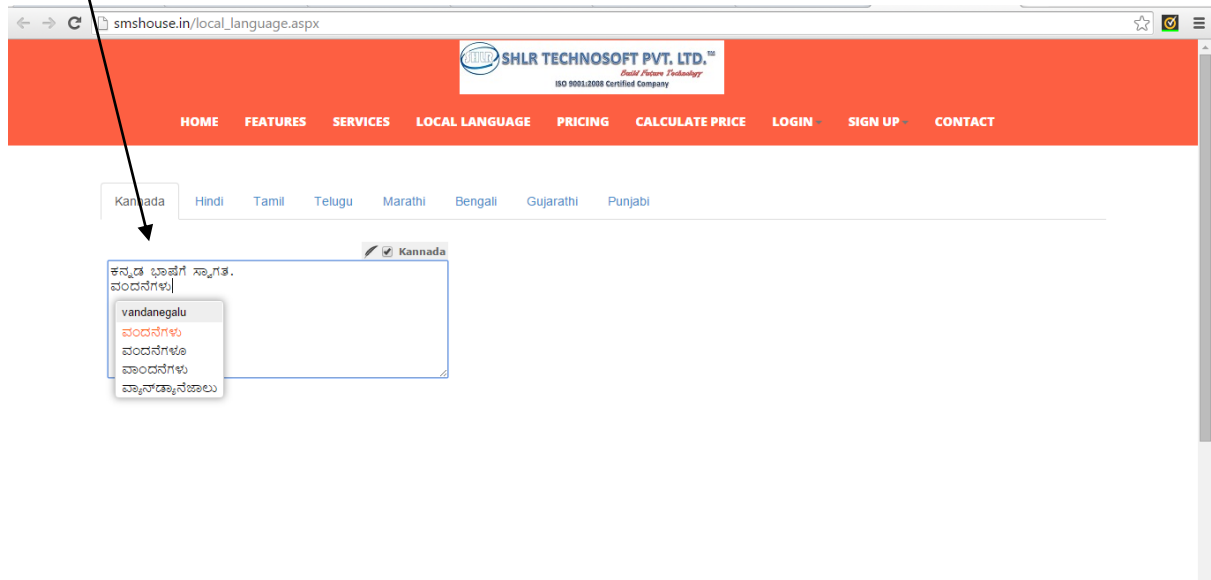 smshouse.in/local_language.aspx
SHLR TECHNOSOFT PVT. LTD.™
Build Future Technology
ISO 9001:2008 Certified Company
HOME FEATURES SERVICES LOCAL LANGUAGE PRICING CALCULATE PRICE LOGIN SIGN UP CONTACT
Kannada Hindi Tamil Telugu Marathi Bengali Gujarathi Punjabi
Kannada
ಕನ್ನಡ ಭಾಷೆಗೆ ಸ್ವಾಗತ.
ವಂದನೆಗಳು
vandanegalu
ವಂದನೆಗಳು
ವಂದನೆಗಳೂ
ವಾಂದನೆಗಳು
ವ್ಯಾನ್‌ಡ್ಯಾನೆಜಾಲು